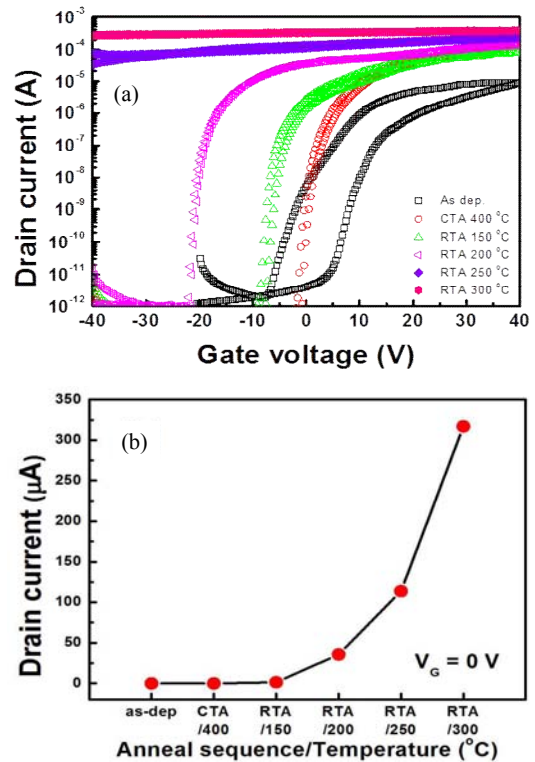 (a)
Drain current (A)
10⁻³
10⁻⁴
10⁻⁵
10⁻⁶
10⁻⁷
10⁻⁸
10⁻⁹
10⁻¹⁰
10⁻¹¹
10⁻¹²
As dep.
CTA 400 °C
RTA 150 °C
RTA 200 °C
RTA 250 °C
RTA 300 °C
-40 -30 -20 -10 0 10 20 30 40
Gate voltage (V)
(b)
Drain current (μA)
350
300
250
200
150
100
50
0
V_G = 0 V
as-dep CTA RTA RTA RTA RTA
/400 /150 /200 /250 /300
Anneal sequence/Temperature (°C)